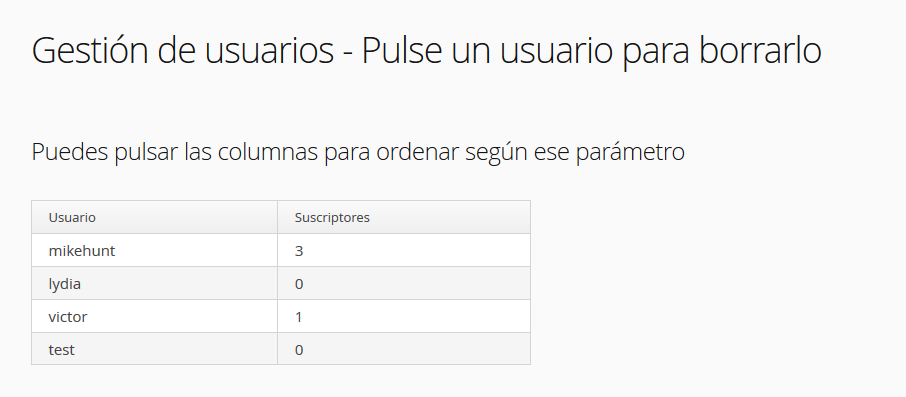 Gestión de usuarios - Pulse un usuario para borrarlo
Puedes pulsar las columnas para ordenar según ese parámetro
Usuario Suscriptores
mikehunt 3
lydia 0
victor 1
test 0